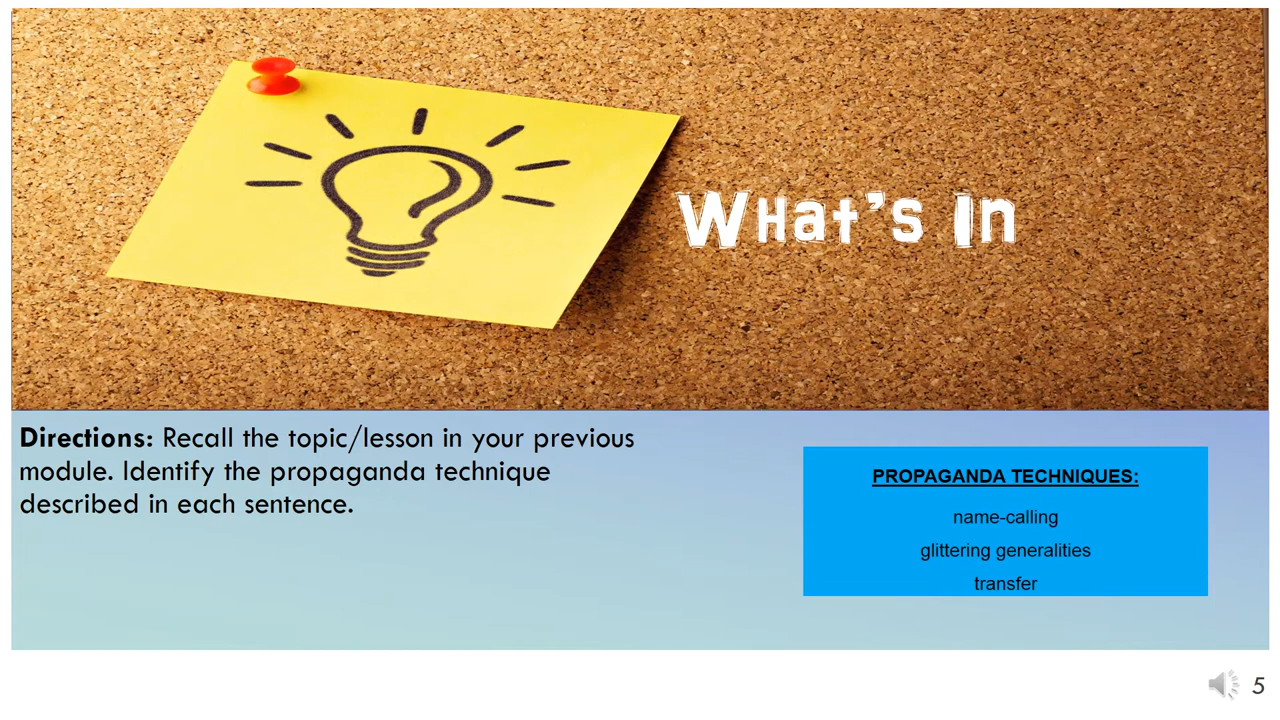 What's In
Directions: Recall the topic/lesson in your previous
module. Identify the propaganda technique
described in each sentence.
PROPAGANDA TECHNIQUES:
name-calling
glittering generalities
transfer
5